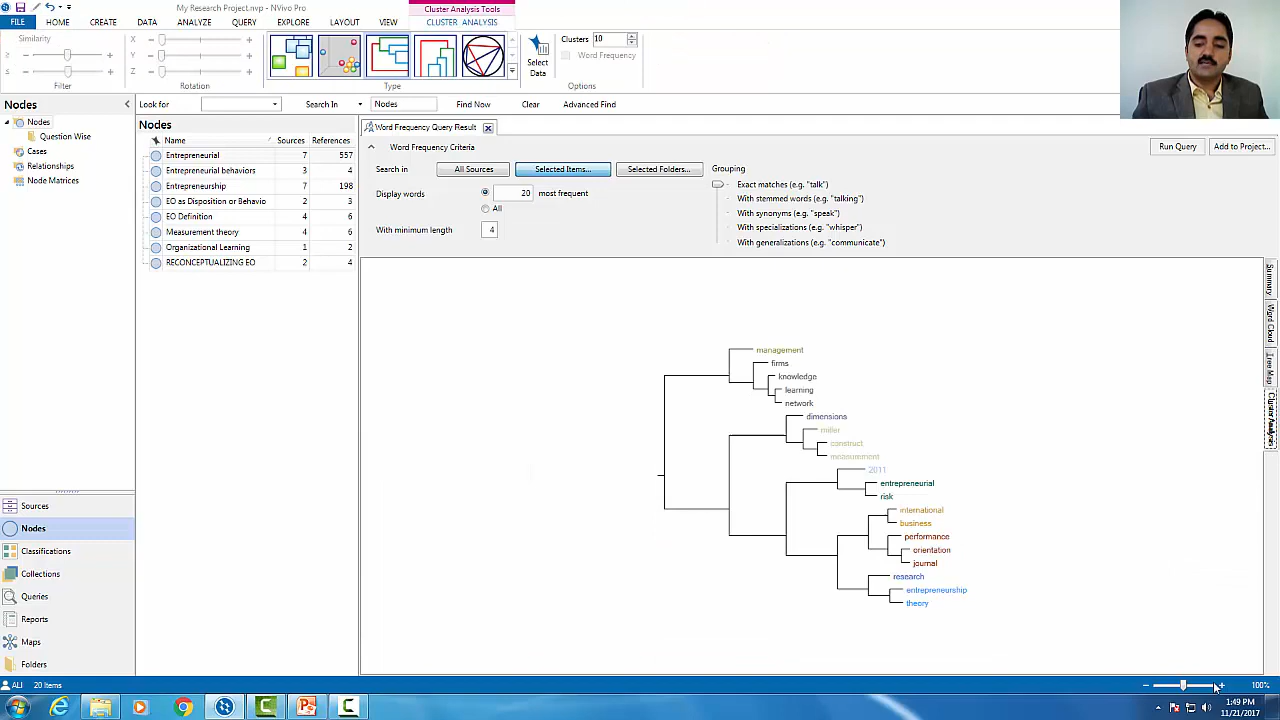 My Research Project.nvp - NVivo Pro
Cluster Analysis Tools
FILE HOME CREATE DATA ANALYZE QUERY EXPLORE LAYOUT VIEW CLUSTER ANALYSIS
Similarity
X
Y
Z
Filter
Rotation
Type
Select
Data
Clusters 10
Word Frequency
Options
Nodes
Look for
Search In
Nodes
Find Now
Clear
Advanced Find
Nodes
Question Wise
Cases
Relationships
Node Matrices
Sources
Nodes
Classifications
Collections
Queries
Reports
Maps
Folders
Nodes
Name Sources References
Entrepreneurial 7 557
Entrepreneurial behaviors 3 4
Entrepreneurship 7 198
EO as Disposition or Behavio 2 3
EO Definition 4 6
Measurement theory 4 6
Organizational Learning 1 2
RECONCEPTUALIZING EO 2 4
Word Frequency Query Result
Word Frequency Criteria
Run Query
Add to Project...
Search in
All Sources
Selected Items...
Selected Folders...
Display words
20 most frequent
All
With minimum length 4
Grouping
Exact matches (e.g. "talk")
With stemmed words (e.g. "talking")
With synonyms (e.g. "speak")
With specializations (e.g. "whisper")
With generalizations (e.g. "communicate")
management
firms
knowledge
learning
network
dimensions
miller
construct
measurement
2011
entrepreneurial
risk
international
business
performance
orientation
journal
research
entrepreneurship
theory
Summary
Word Cloud
Tree Map
Cluster Analysis
ALI 20 Items
100%
1:49 PM
11/21/2017